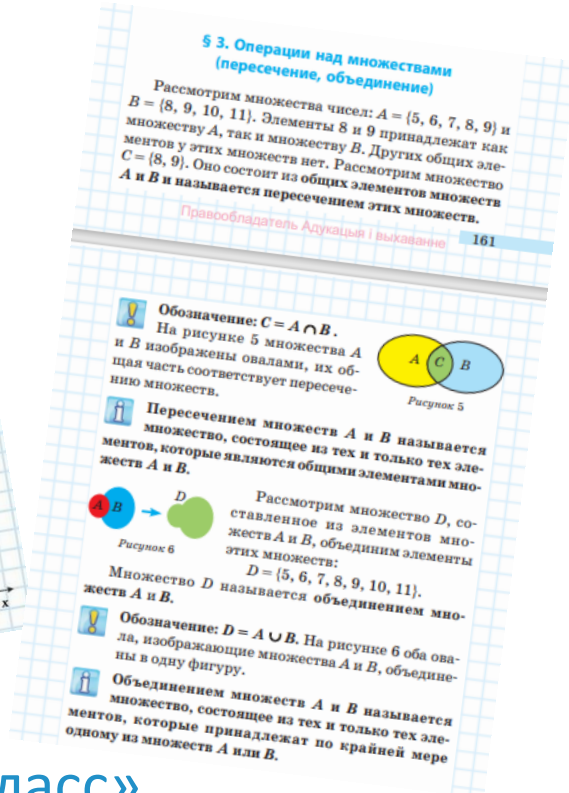 § 3. Операции над множествами
(пересечение, объединение)
Рассмотрим множества чисел: A = {5, 6, 7, 8, 9} и
B = {8, 9, 10, 11}. Элементы 8 и 9 принадлежат как
множеству A, так и множеству B. Других общих эле-
ментов у этих множеств нет. Рассмотрим множество
C = {8, 9}. Оно состоит из общих элементов множеств
A и B и называется пересечением этих множеств.
Правообладатель Адукацыя і выхаванне
161
Обозначение: C = A ∩ B.
На рисунке 5 множества A
и B изображены овалами, их об-
щая часть соответствует пересече-
нию множеств.
A C B
Рисунок 5
Пересечением множеств A и B называется
множество, состоящее из тех и только тех эле-
ментов, которые являются общими элементами мно-
жеств A и B.
A B D
Рисунок 6
Рассмотрим множество D, со-
ставленное из элементов мно-
жеств A и B, объединим элементы
этих множеств:
D = {5, 6, 7, 8, 9, 10, 11}.
Множество D называется объединением мно-
жеств A и B.
Обозначение: D = A ∪ B. На рисунке 6 оба ова-
ла, изображающие множества A и B, объедине-
ны в одну фигуру.
Объединением множеств A и B называется
множество, состоящее из тех и только тех эле-
ментов, которые принадлежат по крайней мере
одному из множеств A или B.
x
ласс»